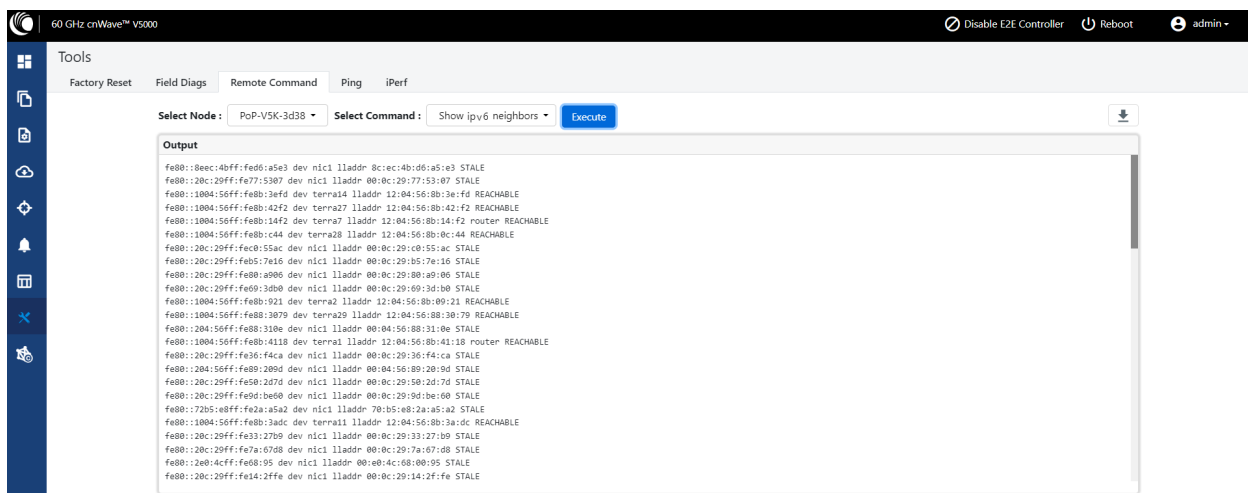 60 GHz cnWave™ V5000
Disable E2E Controller
Reboot
admin
Tools
Factory Reset
Field Diags
Remote Command
Ping
iPerf
Select Node : PoP-V5K-3d38
Select Command : Show ipv6 neighbors
Execute
Output
fe80::8eec:4bff:fed6:a5e3 dev nic1 lladdr 8c:ec:4b:d6:a5:e3 STALE
fe80::20c:29ff:fe77:5307 dev nic1 lladdr 00:0c:29:77:53:07 STALE
fe80::1004:56ff:fe8b:3efd dev terra14 lladdr 12:04:56:8b:3e:fd REACHABLE
fe80::1004:56ff:fe8b:42f2 dev terra27 lladdr 12:04:56:8b:42:f2 REACHABLE
fe80::1004:56ff:fe8b:14f2 dev terra7 lladdr 12:04:56:8b:14:f2 router REACHABLE
fe80::1004:56ff:fe8b:c44 dev terra28 lladdr 12:04:56:8b:0c:44 REACHABLE
fe80::20c:29ff:fec0:55ac dev nic1 lladdr 00:0c:29:c0:55:ac STALE
fe80::20c:29ff:feb5:7e16 dev nic1 lladdr 00:0c:29:b5:7e:16 STALE
fe80::20c:29ff:fe80:a906 dev nic1 lladdr 00:0c:29:80:a9:06 STALE
fe80::20c:29ff:fe69:3db0 dev nic1 lladdr 00:0c:29:69:3d:b0 STALE
fe80::1004:56ff:fe8b:921 dev terra2 lladdr 12:04:56:8b:09:21 REACHABLE
fe80::1004:56ff:fe88:3079 dev terra29 lladdr 12:04:56:88:30:79 REACHABLE
fe80::204:56ff:fe88:310e dev nic1 lladdr 00:04:56:88:31:0e STALE
fe80::1004:56ff:fe8b:4118 dev terra1 lladdr 12:04:56:8b:41:18 router REACHABLE
fe80::20c:29ff:fe36:f4ca dev nic1 lladdr 00:0c:29:36:f4:ca STALE
fe80::204:56ff:fe89:209d dev nic1 lladdr 00:04:56:89:20:9d STALE
fe80::20c:29ff:fe50:2d7d dev nic1 lladdr 00:0c:29:50:2d:7d STALE
fe80::20c:29ff:fe9d:be60 dev nic1 lladdr 00:0c:29:9d:be:60 STALE
fe80::72b5:e8ff:fe2a:a5a2 dev nic1 lladdr 70:b5:e8:2a:a5:a2 STALE
fe80::1004:56ff:fe8b:3adc dev terra11 lladdr 12:04:56:8b:3a:dc REACHABLE
fe80::20c:29ff:fe33:27b9 dev nic1 lladdr 00:0c:29:33:27:b9 STALE
fe80::20c:29ff:fe7a:67d8 dev nic1 lladdr 00:0c:29:7a:67:d8 STALE
fe80::2e0:4cff:fe68:95 dev nic1 lladdr 00:e0:4c:68:00:95 STALE
fe80::20c:29ff:fe14:2ffe dev nic1 lladdr 00:0c:29:14:2f:fe STALE